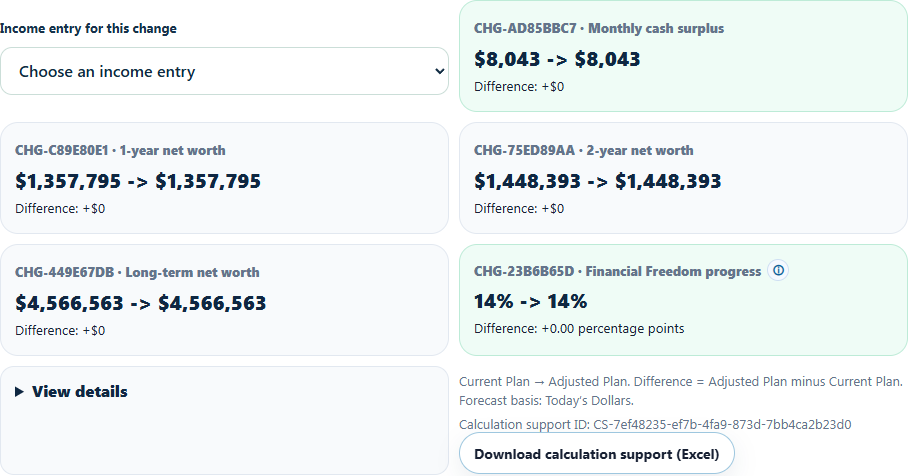 Income entry for this change
Choose an income entry
CHG-AD85BBC7 · Monthly cash surplus
$8,043 -> $8,043
Difference: +$0
CHG-C89E80E1 · 1-year net worth
$1,357,795 -> $1,357,795
Difference: +$0
CHG-75ED89AA · 2-year net worth
$1,448,393 -> $1,448,393
Difference: +$0
CHG-449E67DB · Long-term net worth
$4,566,563 -> $4,566,563
Difference: +$0
CHG-23B6B65D · Financial Freedom progress
14% -> 14%
Difference: +0.00 percentage points
View details
Current Plan → Adjusted Plan. Difference = Adjusted Plan minus Current Plan.
Forecast basis: Today's Dollars.
Calculation support ID: CS-7ef48235-ef7b-4fa9-873d-7bb4ca2b23d0
Download calculation support (Excel)